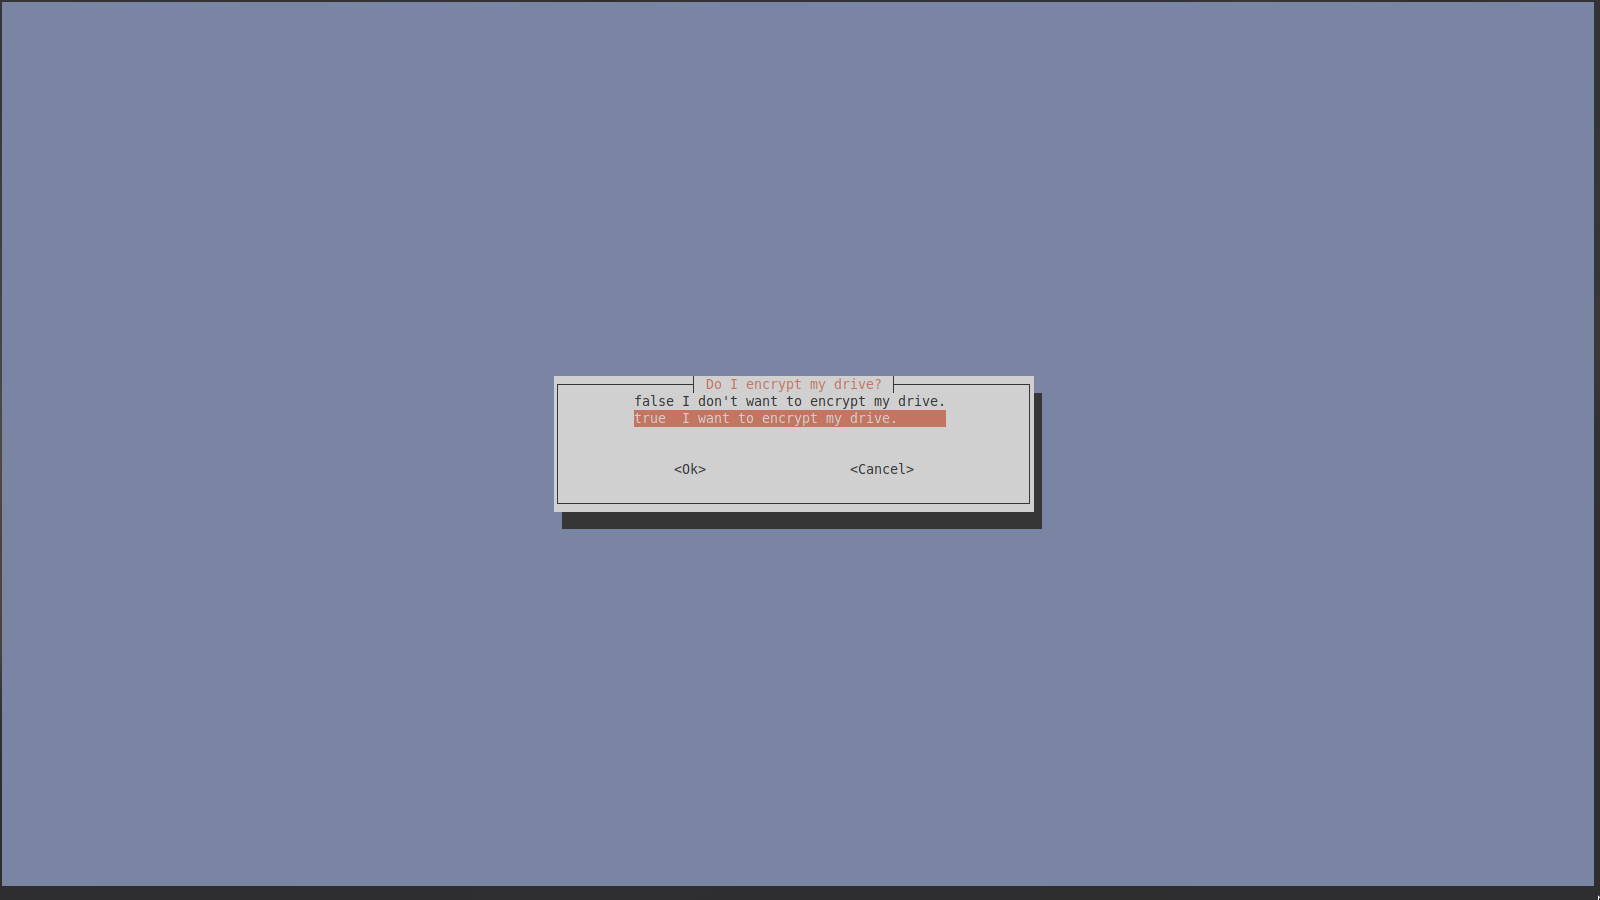 Do I encrypt my drive?
false I don't want to encrypt my drive.
true  I want to encrypt my drive.
<Ok> <Cancel>